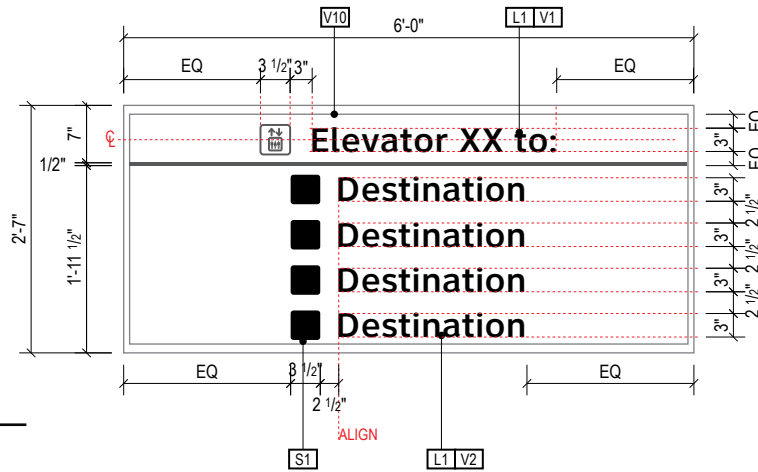 V10
L1 V1
6'-0"
EQ 3 1/2" 3" EQ
EQ
7" ℄ Elevator XX to: 3"
EQ
1/2"
Destination 3"
2 1/2"
2'-7" 1'-11 1/2" Destination 3"
2 1/2"
Destination 3"
2 1/2"
Destination 3"
EQ 3 1/2" EQ
2 1/2"
ALIGN
S1 L1 V2